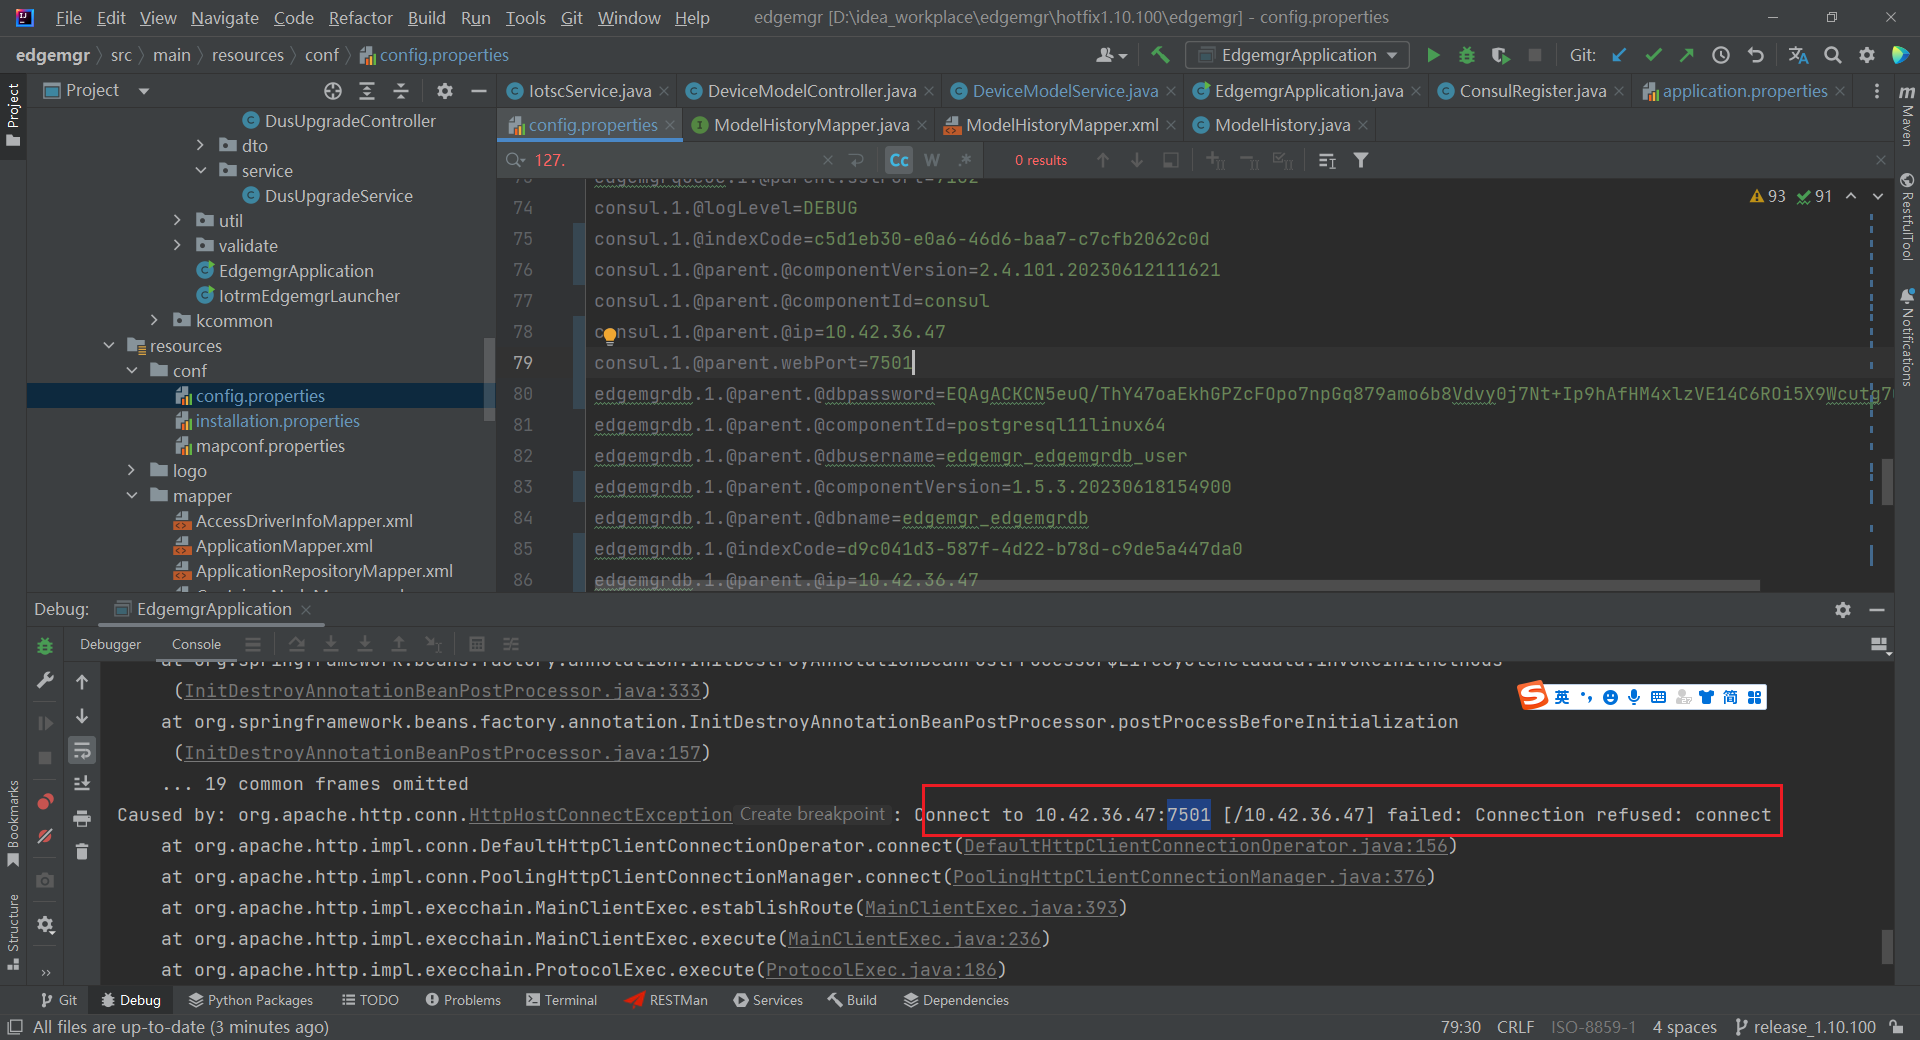 File Edit View Navigate Code Refactor Build Run Tools Git Window Help edgemgr [D:\idea_workplace\edgemgr\hotfix1.10.100\edgemgr] - config.properties
edgemgr src main resources conf config.properties EdgemgrApplication Git:
Project
IotscService.java DeviceModelController.java DeviceModelService.java EdgemgrApplication.java ConsulRegister.java application.properties
config.properties ModelHistoryMapper.java ModelHistoryMapper.xml ModelHistory.java
127. Cc W .* 0 results
Project
DusUpgradeController
dto
service
DusUpgradeService
util
validate
EdgemgrApplication
IotrmEdgemgrLauncher
kcommon
resources
conf
config.properties
installation.properties
mapconf.properties
logo
mapper
AccessDriverInfoMapper.xml
ApplicationMapper.xml
ApplicationRepositoryMapper.xml
93 91
74 consul.1.@logLevel=DEBUG
75 consul.1.@indexCode=c5d1eb30-e0a6-46d6-baa7-c7cfb2062c0d
76 consul.1.@parent.@componentVersion=2.4.101.20230612111621
77 consul.1.@parent.@componentId=consul
78 consul.1.@parent.@ip=10.42.36.47
79 consul.1.@parent.webPort=7501
80 edgemgrdb.1.@parent.@dbpassword=EQAgACKCN5euQ/ThY47oaEkhGPZcFOpo7npGq879amo6b8Vdvy0j7Nt+Ip9hAfHM4xlzVE14C6ROi5X9Wcutg7
81 edgemgrdb.1.@parent.@componentId=postgresql11linux64
82 edgemgrdb.1.@parent.@dbusername=edgemgr_edgemgrdb_user
83 edgemgrdb.1.@parent.@componentVersion=1.5.3.20230618154900
84 edgemgrdb.1.@parent.@dbname=edgemgr_edgemgrdb
85 edgemgrdb.1.@indexCode=d9c041d3-587f-4d22-b78d-c9de5a447da0
86 edgemgrdb.1.@parent.@ip=10.42.36.47
Maven
RestfulTool
Notifications
Debug: EdgemgrApplication
Debugger Console
(InitDestroyAnnotationBeanPostProcessor.java:333)
at org.springframework.beans.factory.annotation.InitDestroyAnnotationBeanPostProcessor.postProcessBeforeInitialization
(InitDestroyAnnotationBeanPostProcessor.java:157)
... 19 common frames omitted
Caused by: org.apache.http.conn.HttpHostConnectException Create breakpoint : Connect to 10.42.36.47:7501 [/10.42.36.47] failed: Connection refused: connect
at org.apache.http.impl.conn.DefaultHttpClientConnectionOperator.connect(DefaultHttpClientConnectionOperator.java:156)
at org.apache.http.impl.conn.PoolingHttpClientConnectionManager.connect(PoolingHttpClientConnectionManager.java:376)
at org.apache.http.impl.execchain.MainClientExec.establishRoute(MainClientExec.java:393)
at org.apache.http.impl.execchain.MainClientExec.execute(MainClientExec.java:236)
at org.apache.http.impl.execchain.ProtocolExec.execute(ProtocolExec.java:186)
英 简
Bookmarks
Structure
Git Debug Python Packages TODO Problems Terminal RESTMan Services Build Dependencies
All files are up-to-date (3 minutes ago) 79:30 CRLF ISO-8859-1 4 spaces release_1.10.100